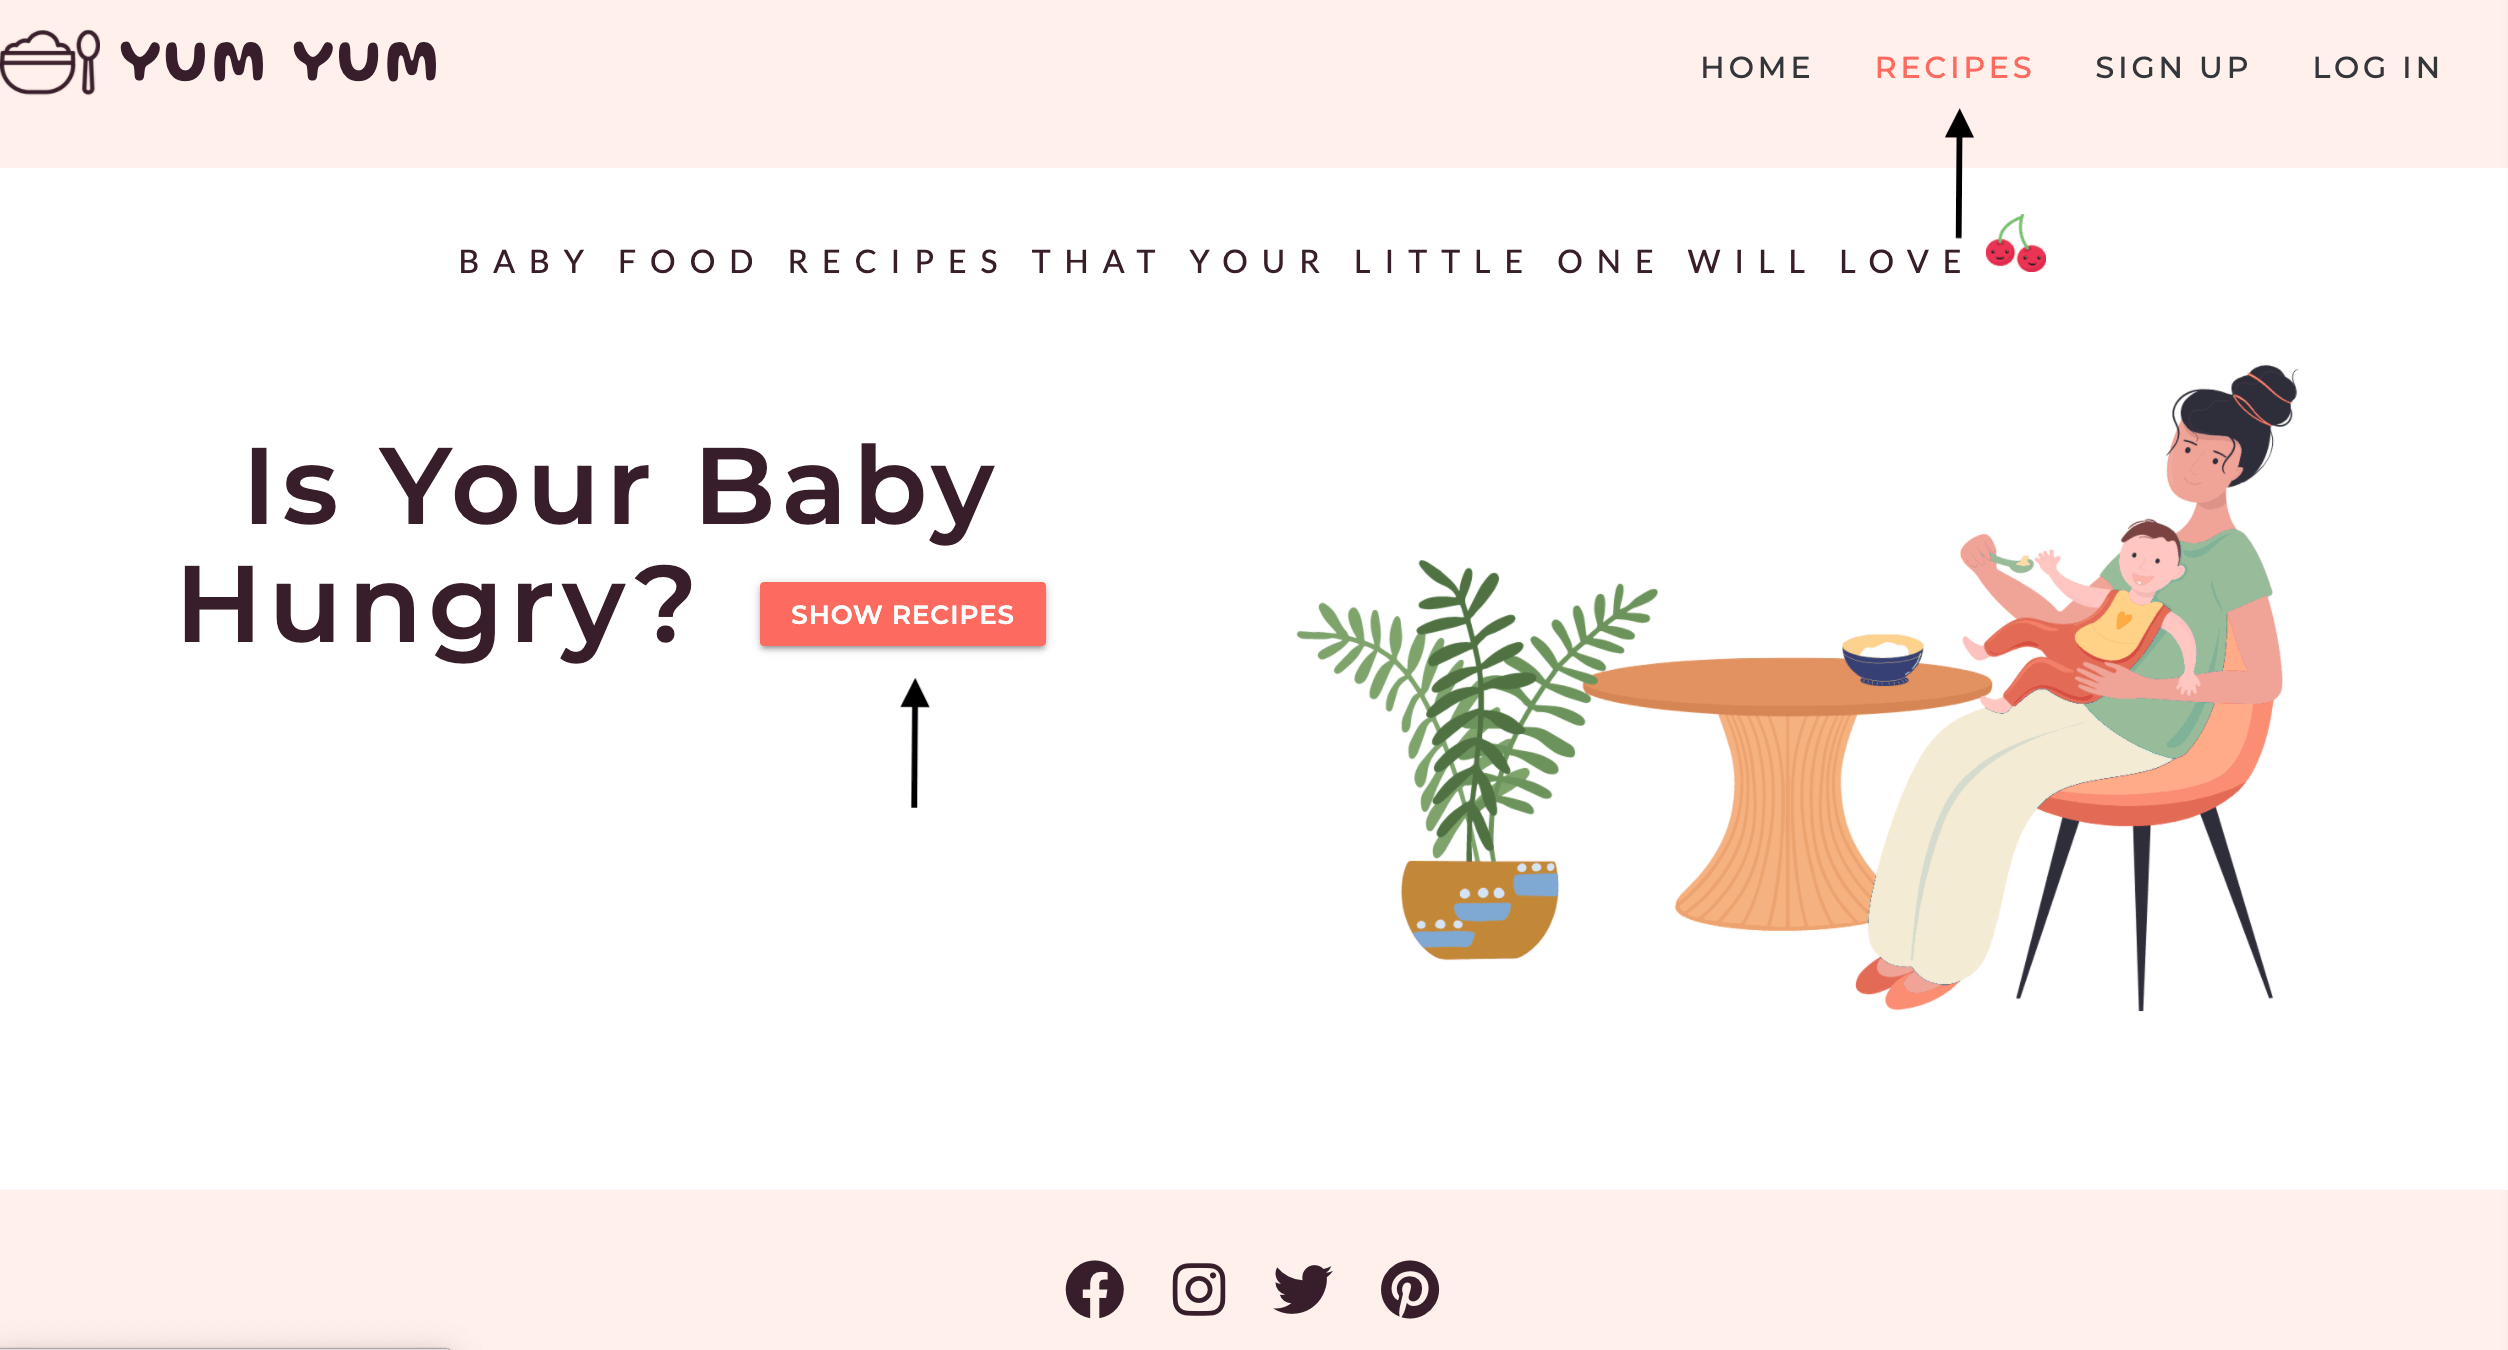 YUM YUM
HOME RECIPES SIGN UP LOG IN
BABY FOOD RECIPES THAT YOUR LITTLE ONE WILL LOVE
Is Your Baby
Hungry?
SHOW RECIPES